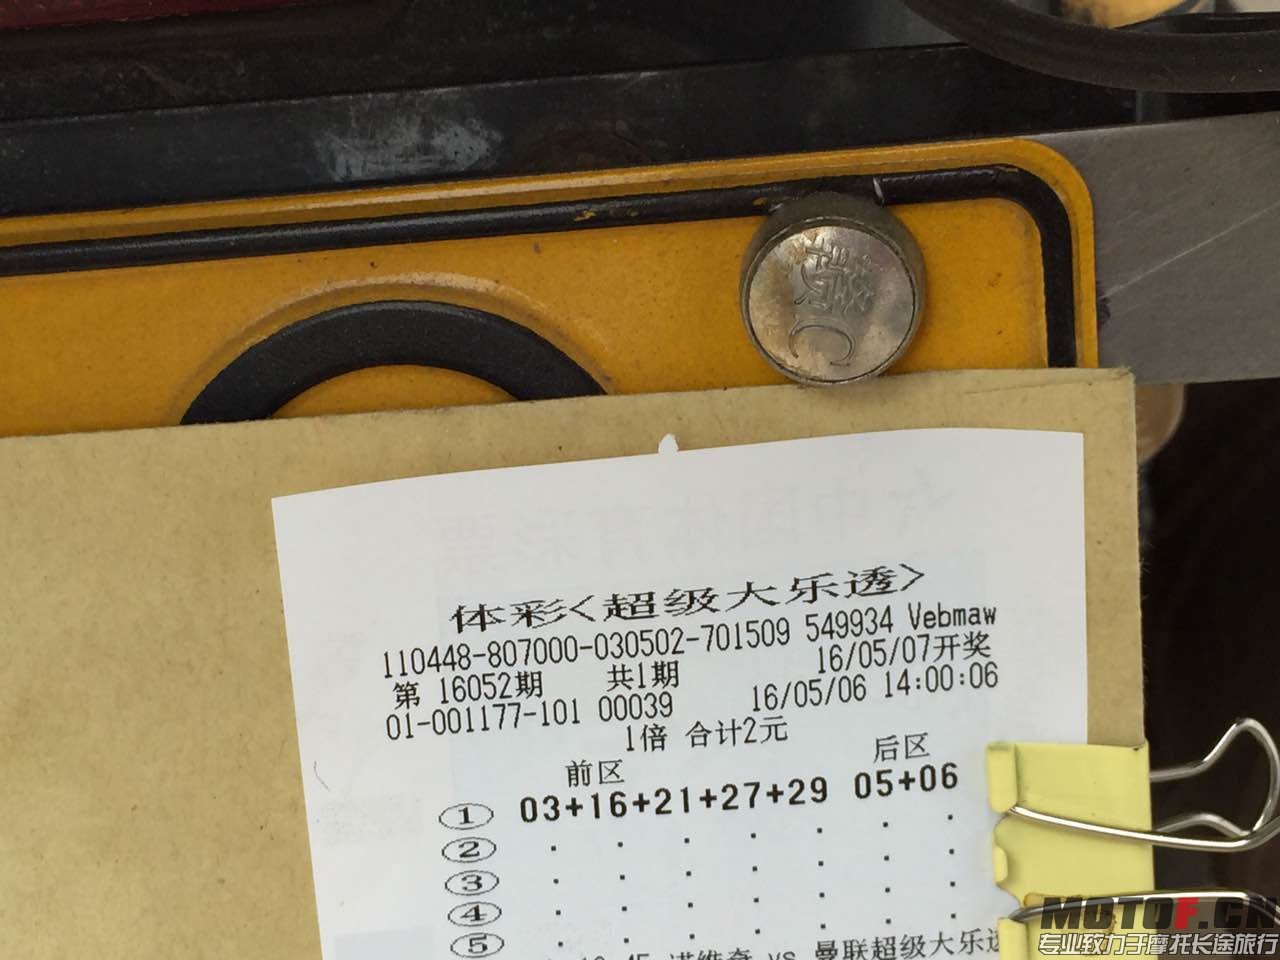 体彩<超级大乐透>
110448-807000-030502-701509 549934 Vebmaw
第 16052期 共1期 16/05/07开奖
01-001177-101 00039 16/05/06 14:00:06
1倍 合计2元
前区 后区
① 03+16+21+27+29 05+06
②
③
④
⑤
诺维奇 vs 曼联超级大乐透
MOTOF.CN
专业致力于摩托长途旅行